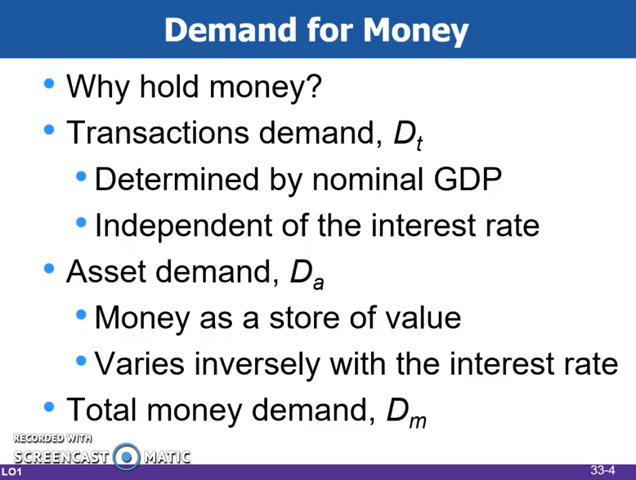 Demand for Money
• Why hold money?
• Transactions demand, Dt
• Determined by nominal GDP
• Independent of the interest rate
• Asset demand, Da
• Money as a store of value
• Varies inversely with the interest rate
• Total money demand, Dm
RECORDED WITH
SCREENCAST MATIC
LO1
33-4